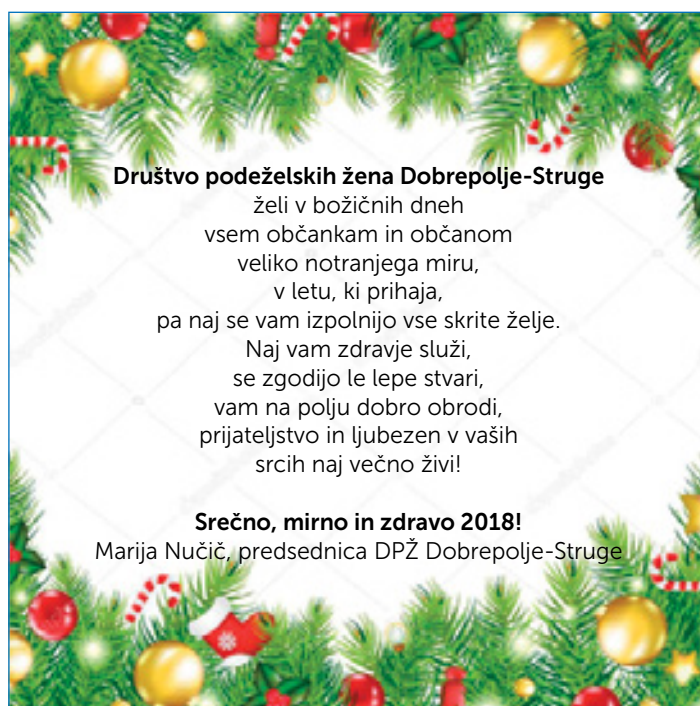 Društvo podeželskih žena Dobrepolje-Struge
želi v božičnih dneh
vsem občankam in občanom
veliko notranjega miru,
v letu, ki prihaja,
pa naj se vam izpolnijo vse skrite želje.
Naj vam zdravje služi,
se zgodijo le lepe stvari,
vam na polju dobro obrodi,
prijateljstvo in ljubezen v vaših
srcih naj večno živi!
Srečno, mirno in zdravo 2018!
Marija Nučič, predsednica DPŽ Dobrepolje-Struge